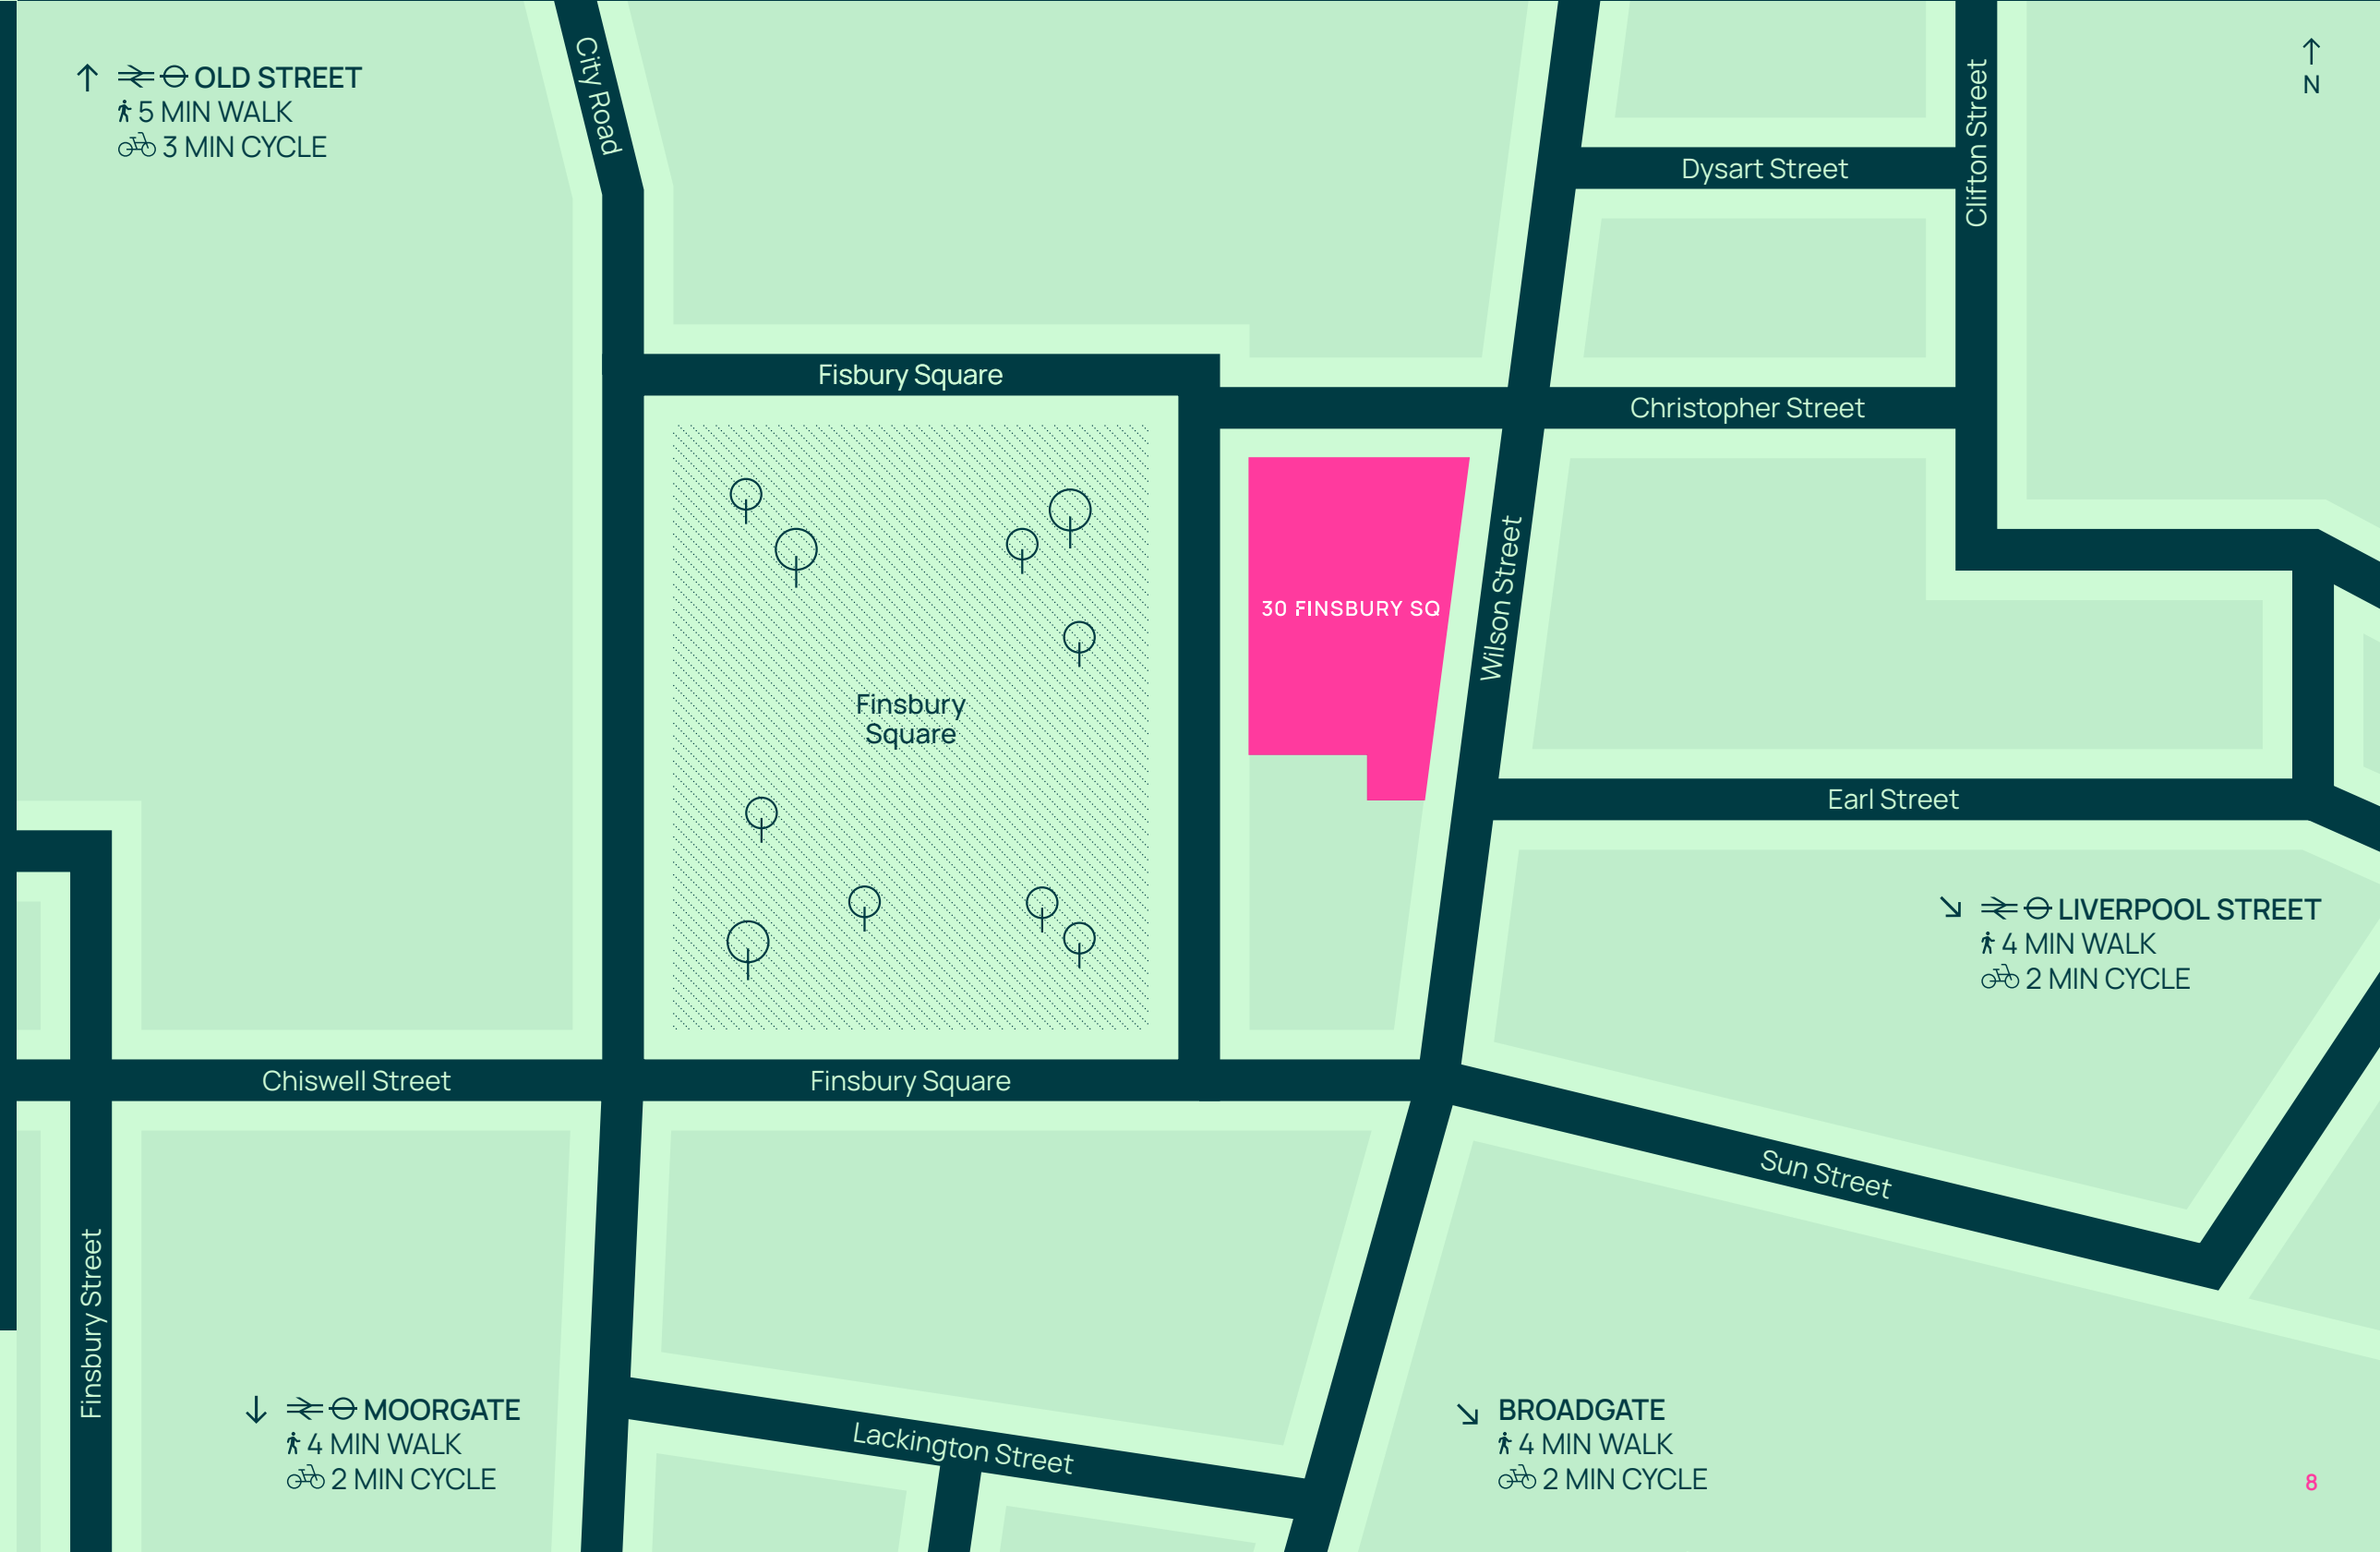 City Road
OLD STREET
5 MIN WALK
3 MIN CYCLE
Clifton Street
N
Dysart Street
Fisbury Square
Christopher Street
30 FINSBURY SQ
Wilson Street
Finsbury
Square
Earl Street
LIVERPOOL STREET
4 MIN WALK
2 MIN CYCLE
Chiswell Street
Finsbury Square
Sun Street
Finsbury Street
MOORGATE
4 MIN WALK
2 MIN CYCLE
Lackington Street
BROADGATE
4 MIN WALK
2 MIN CYCLE
8